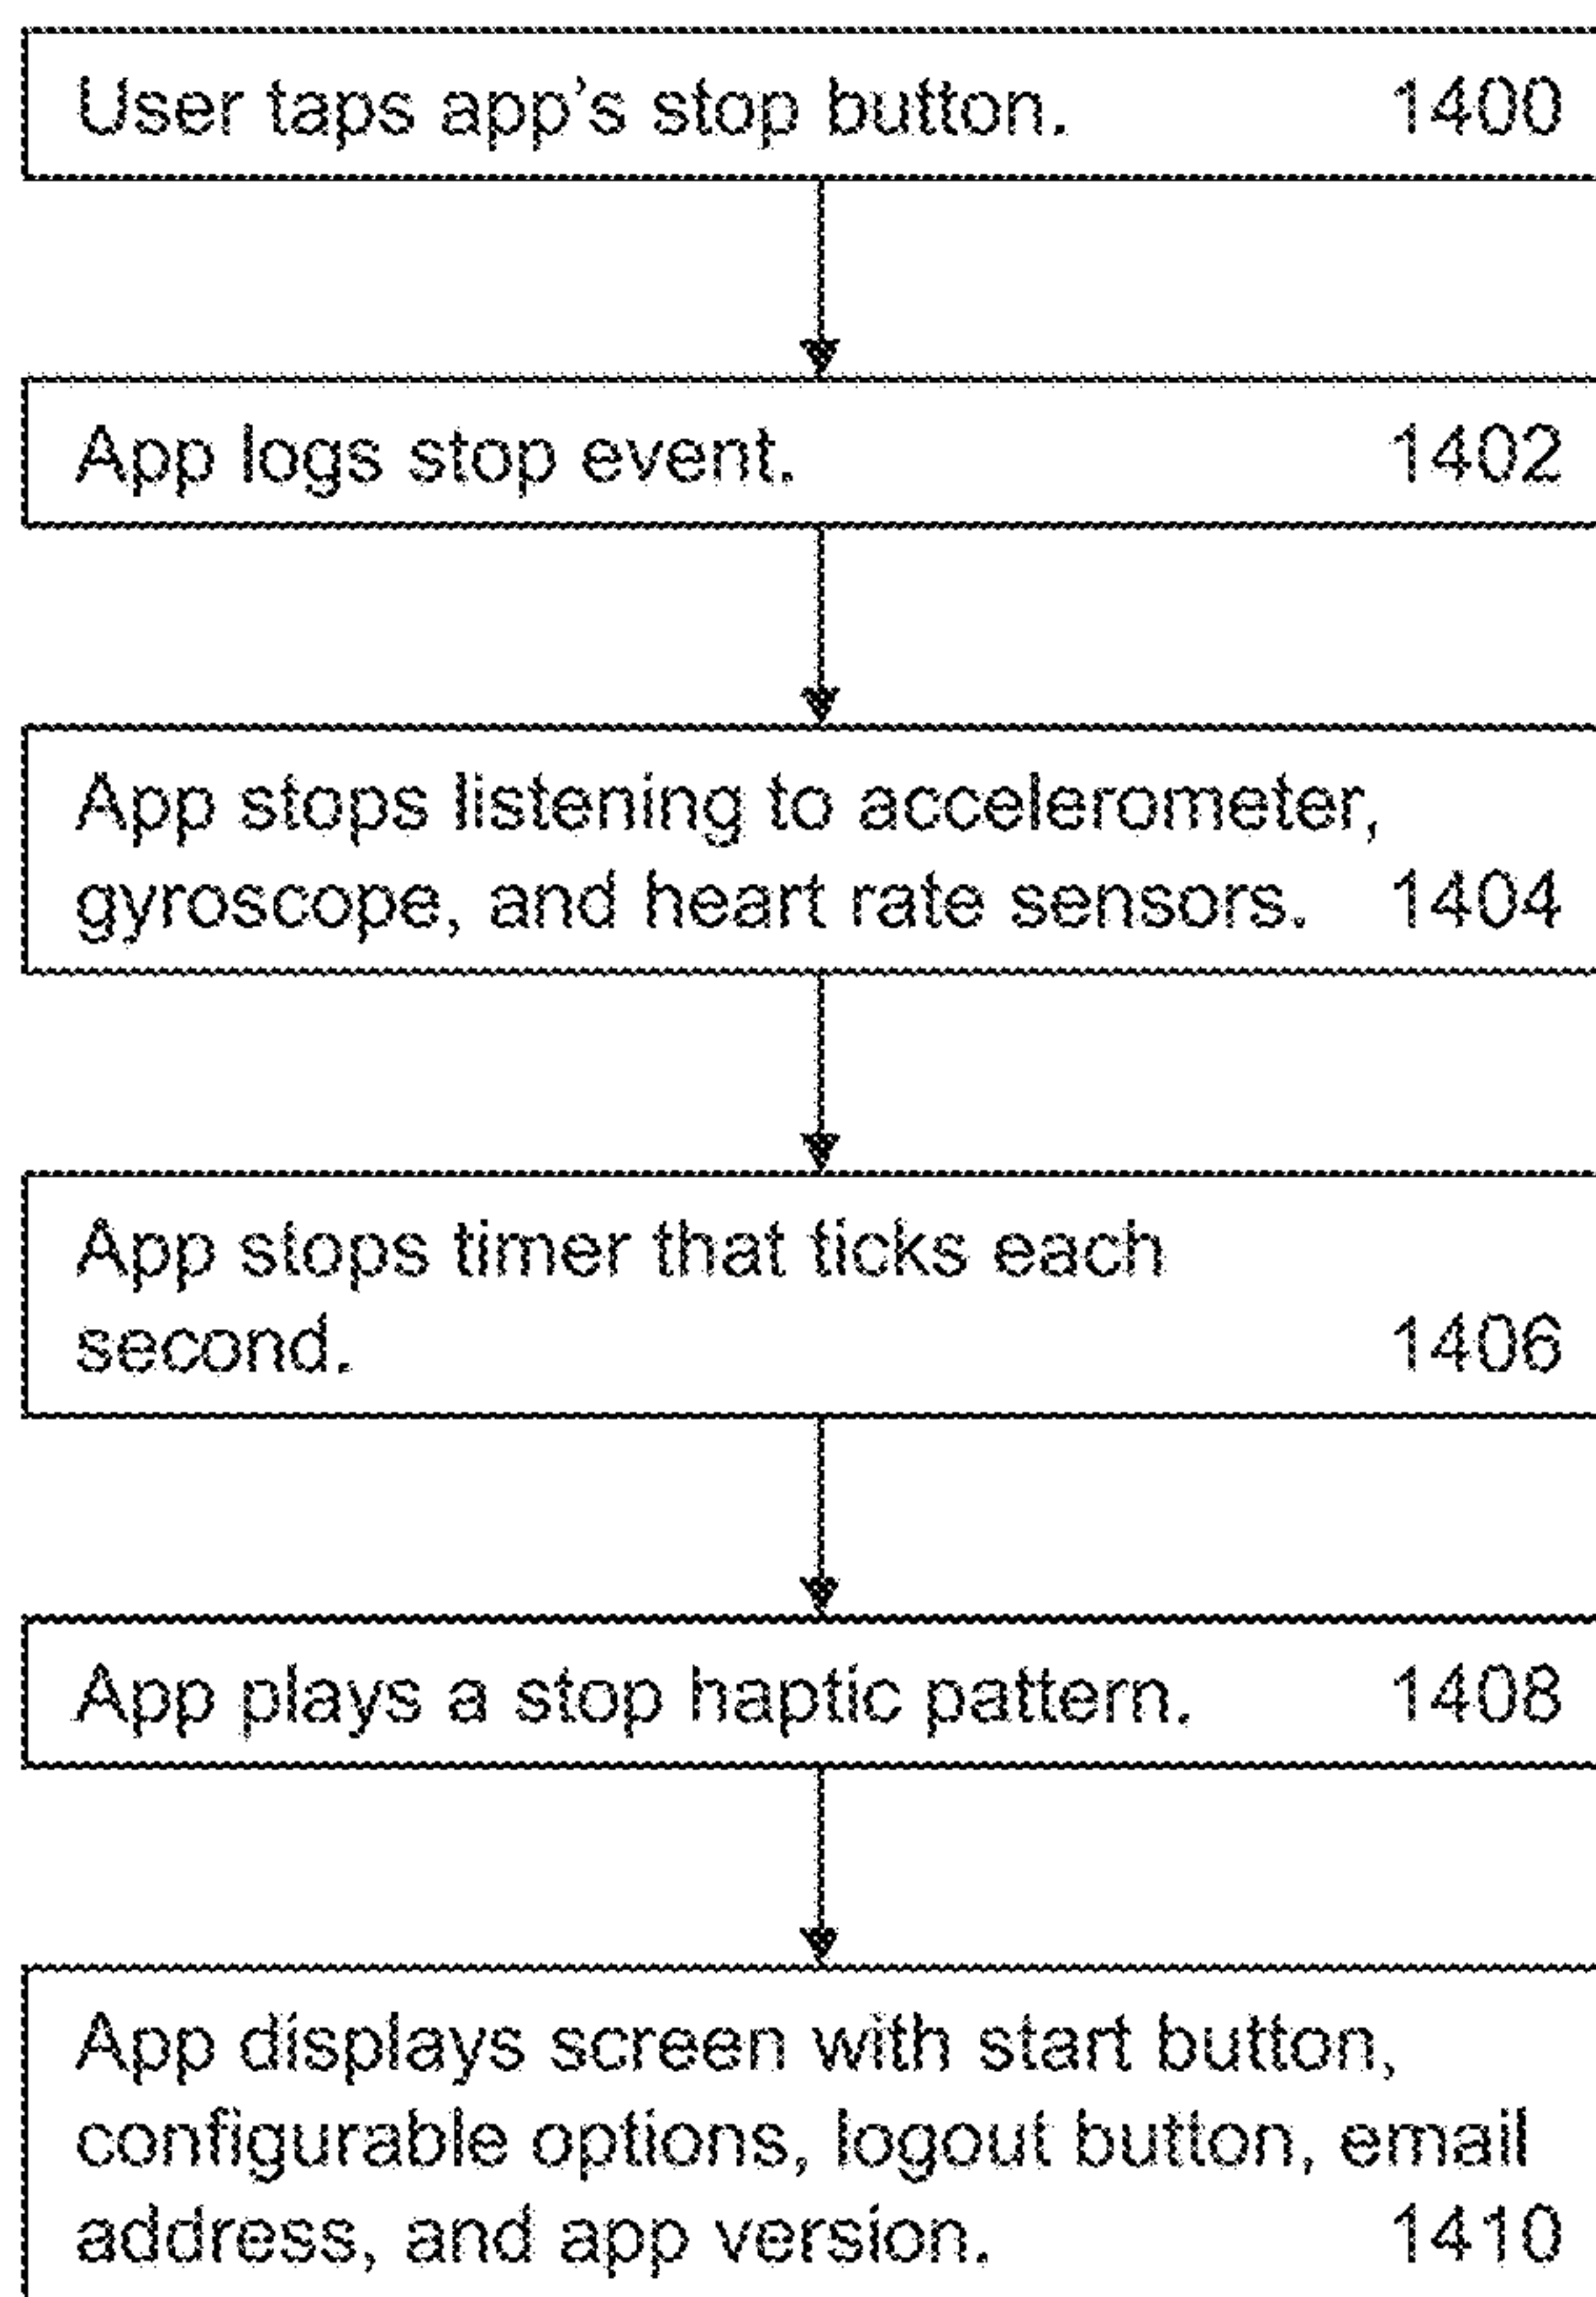 User taps app's stop button. 1400
App logs stop event. 1402
App stops listening to accelerometer,
gyroscope, and heart rate sensors. 1404
App stops timer that ticks each
second. 1406
App plays a stop haptic pattern. 1408
App displays screen with start button,
configurable options, logout button, email
address, and app version. 1410